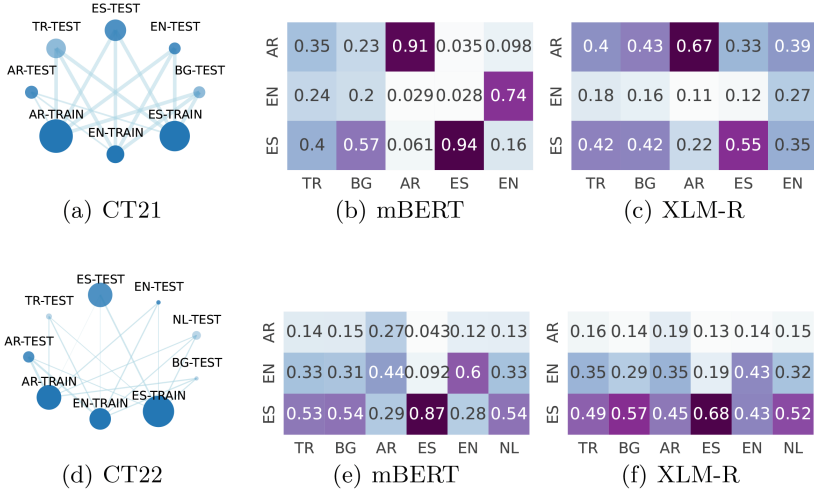 ES-TEST
TR-TEST
EN-TEST
AR-TEST
BG-TEST
AR-TRAIN
ES-TRAIN
EN-TRAIN
(a) CT21
AR 0.35 0.23 0.91 0.035 0.098
EN 0.24 0.2 0.029 0.028 0.74
ES 0.4 0.57 0.061 0.94 0.16
TR BG AR ES EN
(b) mBERT
AR 0.4 0.43 0.67 0.33 0.39
EN 0.18 0.16 0.11 0.12 0.27
ES 0.42 0.42 0.22 0.55 0.35
TR BG AR ES EN
(c) XLM-R
ES-TEST
EN-TEST
TR-TEST
NL-TEST
AR-TEST
BG-TEST
AR-TRAIN
ES-TRAIN
EN-TRAIN
(d) CT22
AR 0.14 0.15 0.27 0.043 0.12 0.13
EN 0.33 0.31 0.44 0.092 0.6 0.33
ES 0.53 0.54 0.29 0.87 0.28 0.54
TR BG AR ES EN NL
(e) mBERT
AR 0.16 0.14 0.19 0.13 0.14 0.15
EN 0.35 0.29 0.35 0.19 0.43 0.32
ES 0.49 0.57 0.45 0.68 0.43 0.52
TR BG AR ES EN NL
(f) XLM-R